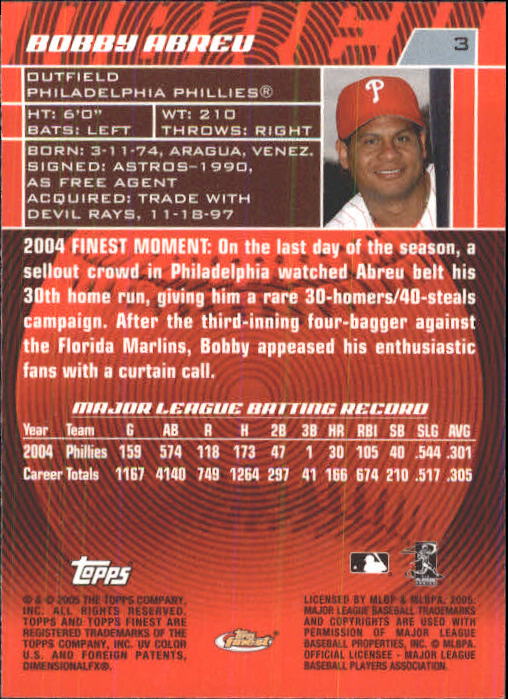 BOBBY ABREU
3
OUTFIELD
PHILADELPHIA PHILLIES®
HT: 6'0" WT: 210
BATS: LEFT THROWS: RIGHT
BORN: 3-11-74, ARAGUA, VENEZ.
SIGNED: ASTROS-1990,
AS FREE AGENT
ACQUIRED: TRADE WITH
DEVIL RAYS, 11-18-97
P
2004 FINEST MOMENT: On the last day of the season, a
sellout crowd in Philadelphia watched Abreu belt his
30th home run, giving him a rare 30-homers/40-steals
campaign. After the third-inning four-bagger against
the Florida Marlins, Bobby appeased his enthusiastic
fans with a curtain call.
MAJOR LEAGUE BATTING RECORD
Year Team G AB R H 2B 3B HR RBI SB SLG AVG
2004 Phillies 159 574 118 173 47 1 30 105 40 .544 .301
Career Totals 1167 4140 749 1264 297 41 166 674 210 .517 .305
Topps
® & © 2005 THE TOPPS COMPANY,
INC. ALL RIGHTS RESERVED.
TOPPS AND TOPPS FINEST ARE
REGISTERED TRADEMARKS OF THE
TOPPS COMPANY, INC. UV COLOR
U.S. AND FOREIGN PATENTS,
DIMENSIONALFX®.
Topps
finest
LICENSED BY MLBP & MLBPA, 2005:
MAJOR LEAGUE BASEBALL TRADEMARKS
AND COPYRIGHTS ARE USED WITH
PERMISSION OF MAJOR LEAGUE
BASEBALL PROPERTIES, INC. © MLBPA.
OFFICIAL LICENSEE - MAJOR LEAGUE
BASEBALL PLAYERS ASSOCIATION.